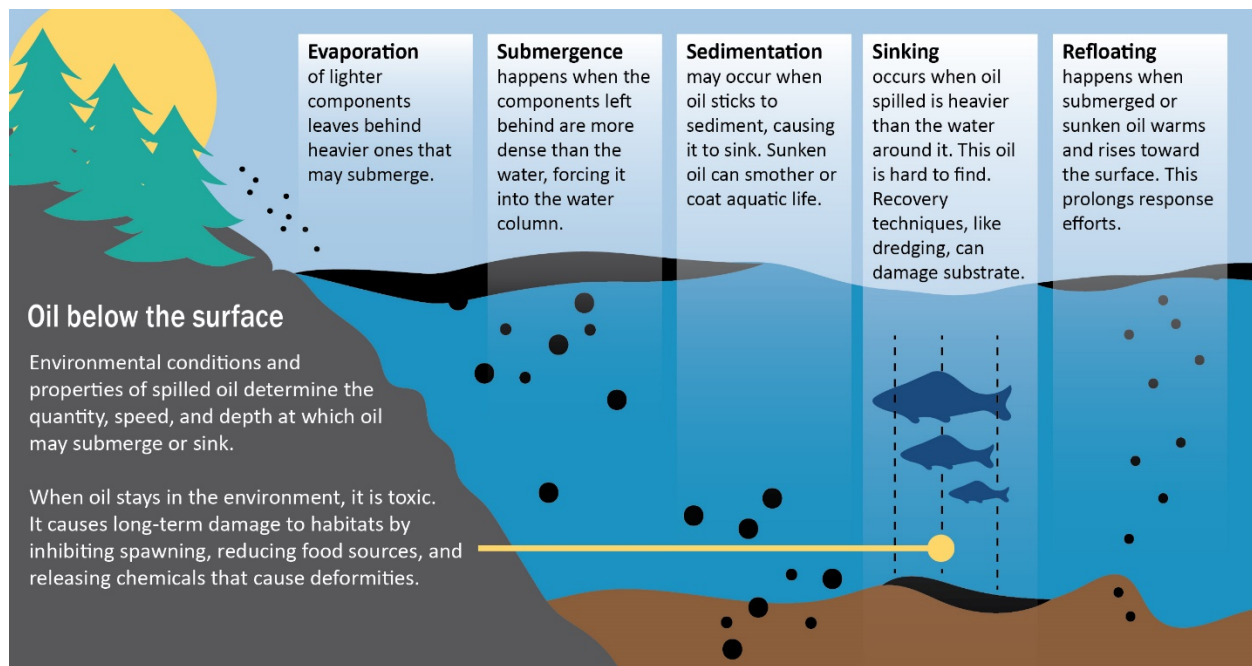 Evaporation
of lighter
components
leaves behind
heavier ones that
may submerge.
Submergence
happens when the
components left
behind are more
dense than the
water, forcing it
into the water
column.
Sedimentation
may occur when
oil sticks to
sediment, causing
it to sink. Sunken
oil can smother or
coat aquatic life.
Sinking
occurs when oil
spilled is heavier
than the water
around it. This oil
is hard to find.
Recovery
techniques, like
dredging, can
damage substrate.
Refloating
happens when
submerged or
sunken oil warms
and rises toward
the surface. This
prolongs response
efforts.
Oil below the surface
Environmental conditions and
properties of spilled oil determine the
quantity, speed, and depth at which oil
may submerge or sink.
When oil stays in the environment, it is toxic.
It causes long-term damage to habitats by
inhibiting spawning, reducing food sources, and
releasing chemicals that cause deformities.